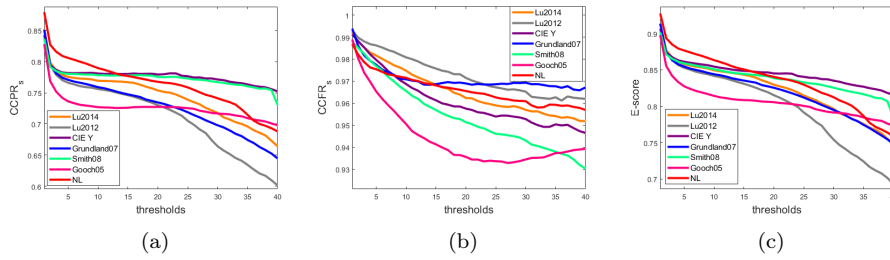 CCPR_s
0.85
0.8
0.75
0.7
0.65
0.6
Lu2014
Lu2012
CIE Y
Grundland07
Smith08
Gooch05
NL
5 10 15 20 25 30 35 40
thresholds
(a)
CCFR_s
1
0.99
0.98
0.97
0.96
0.95
0.94
0.93
Lu2014
Lu2012
CIE Y
Grundland07
Smith08
Gooch05
NL
5 10 15 20 25 30 35 40
thresholds
(b)
E-score
0.9
0.85
0.8
0.75
0.7
Lu2014
Lu2012
CIE Y
Grundland07
Smith08
Gooch05
NL
5 10 15 20 25 30 35 40
thresholds
(c)